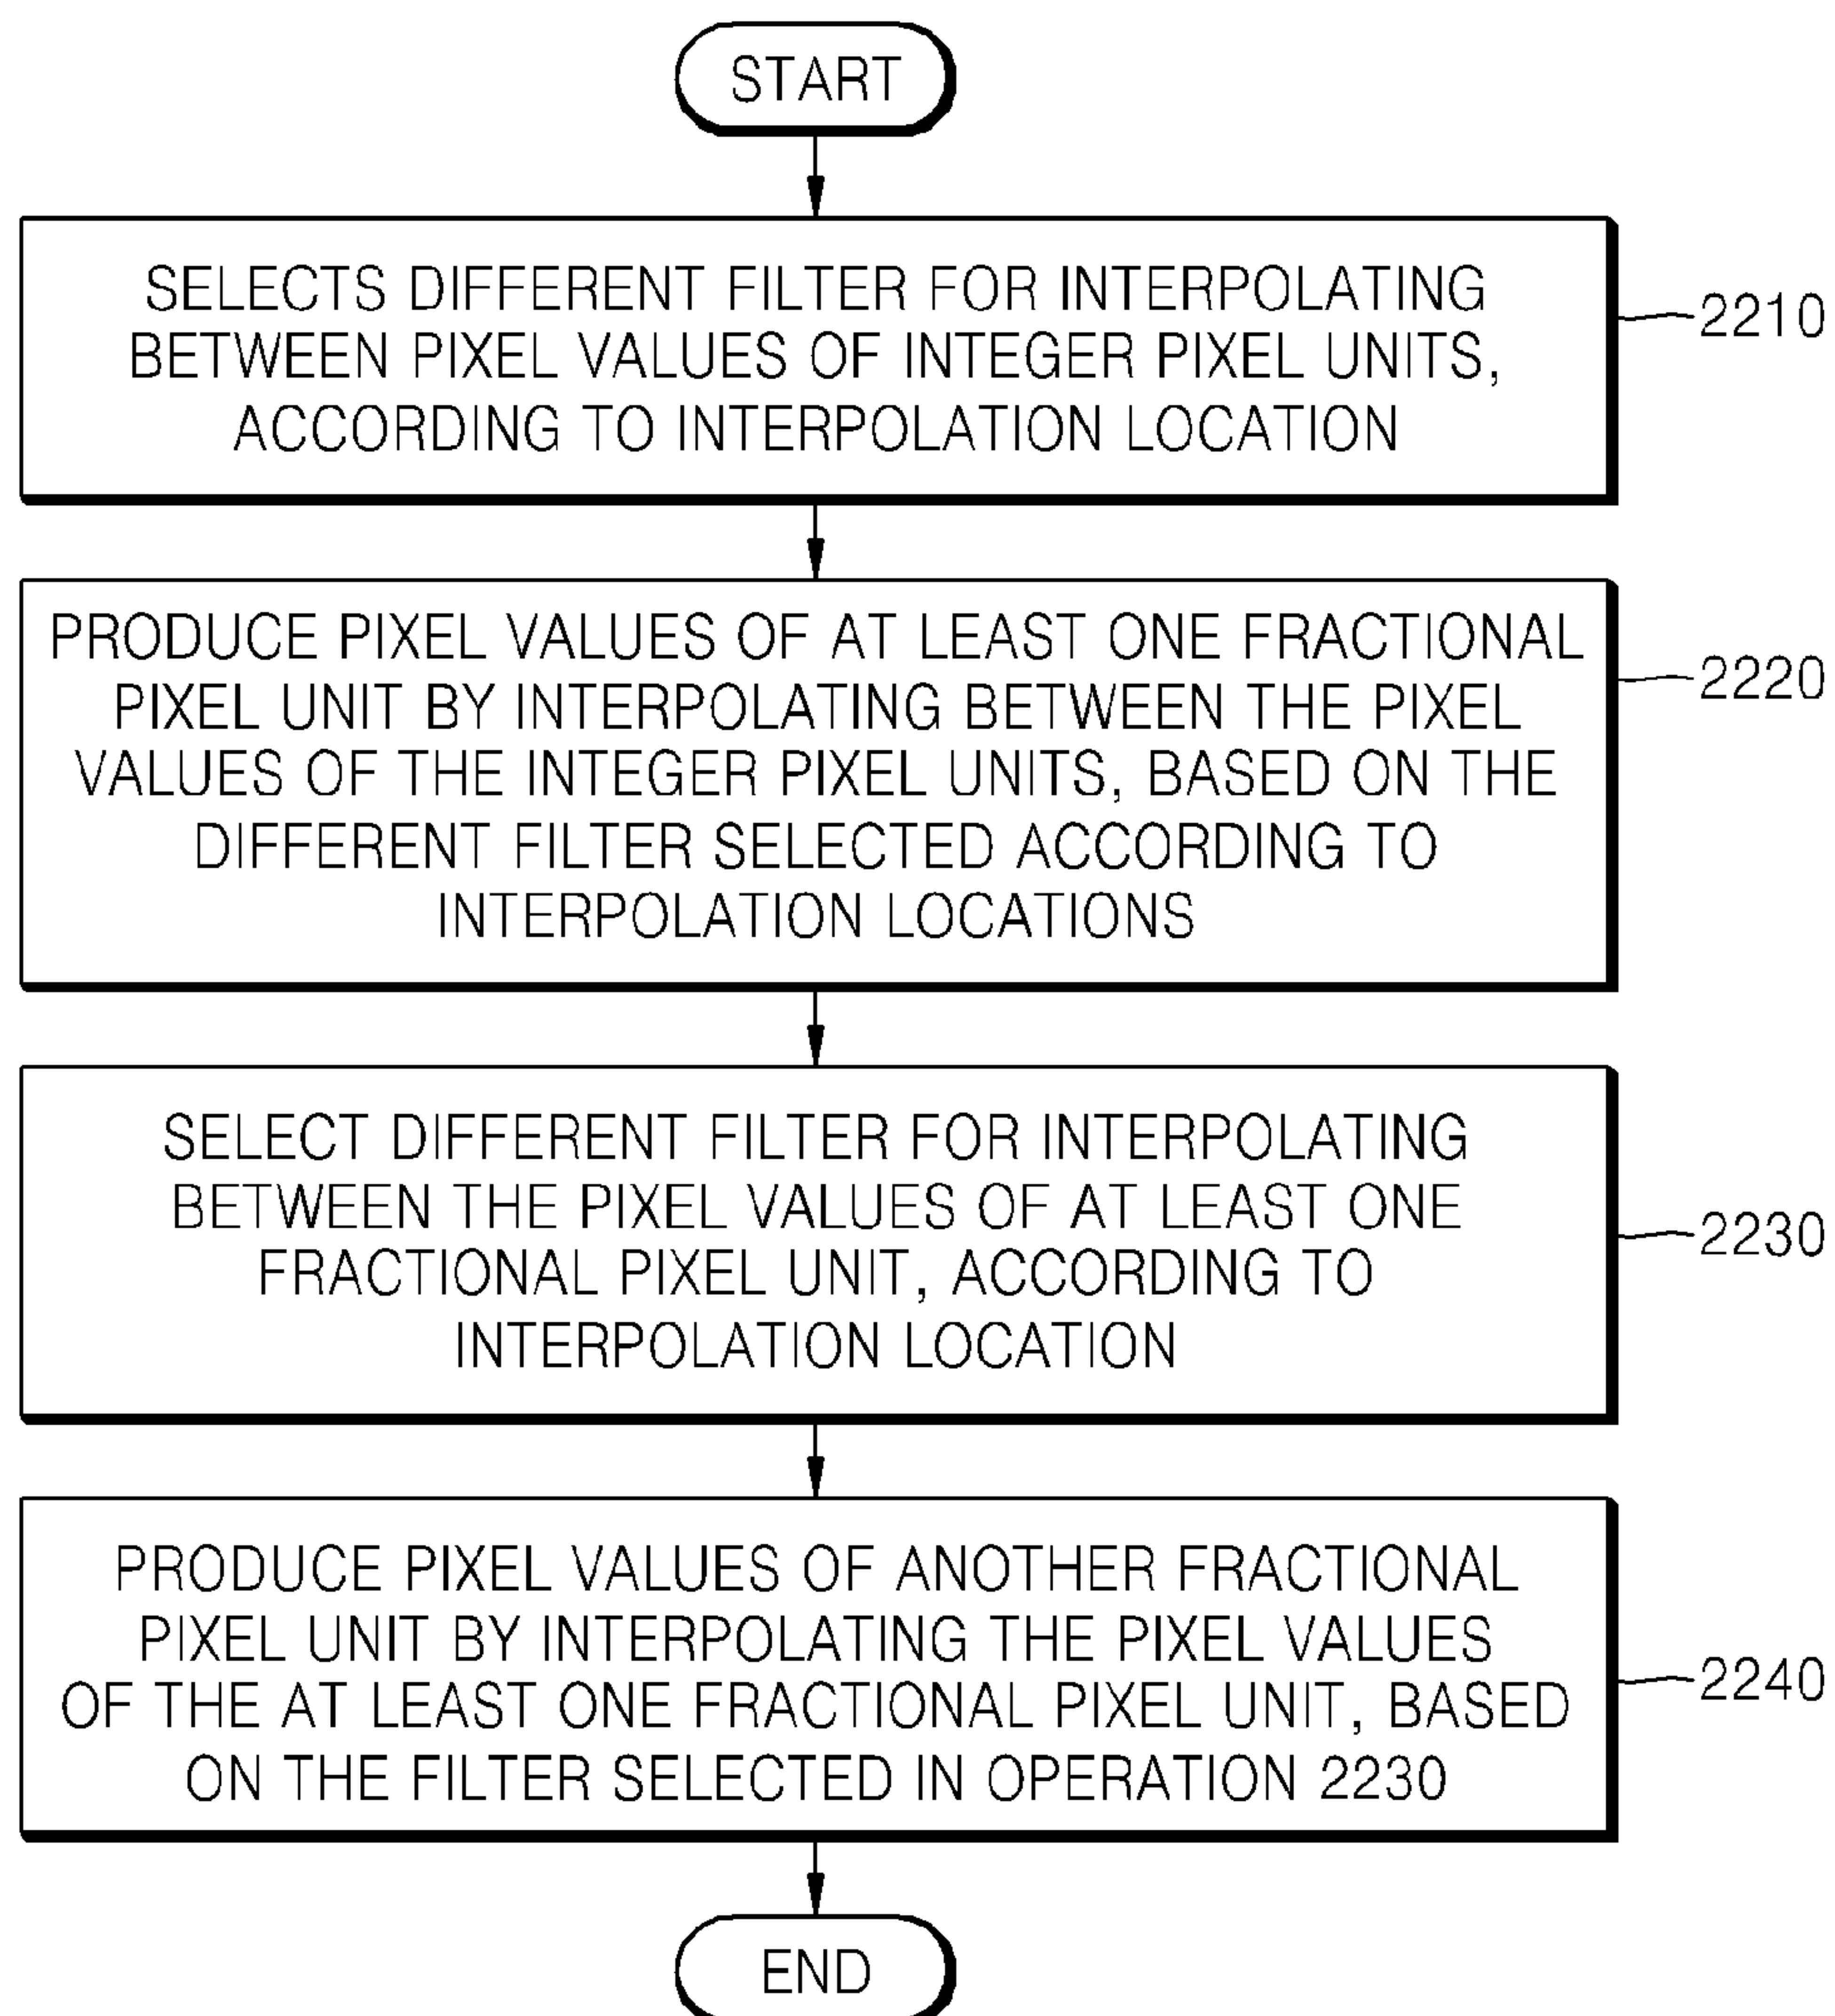 START
SELECTS DIFFERENT FILTER FOR INTERPOLATING
BETWEEN PIXEL VALUES OF INTEGER PIXEL UNITS,
ACCORDING TO INTERPOLATION LOCATION
2210
PRODUCE PIXEL VALUES OF AT LEAST ONE FRACTIONAL
PIXEL UNIT BY INTERPOLATING BETWEEN THE PIXEL
VALUES OF THE INTEGER PIXEL UNITS, BASED ON THE
DIFFERENT FILTER SELECTED ACCORDING TO
INTERPOLATION LOCATIONS
2220
SELECT DIFFERENT FILTER FOR INTERPOLATING
BETWEEN THE PIXEL VALUES OF AT LEAST ONE
FRACTIONAL PIXEL UNIT, ACCORDING TO
INTERPOLATION LOCATION
2230
PRODUCE PIXEL VALUES OF ANOTHER FRACTIONAL
PIXEL UNIT BY INTERPOLATING THE PIXEL VALUES
OF THE AT LEAST ONE FRACTIONAL PIXEL UNIT, BASED
ON THE FILTER SELECTED IN OPERATION 2230
2240
END